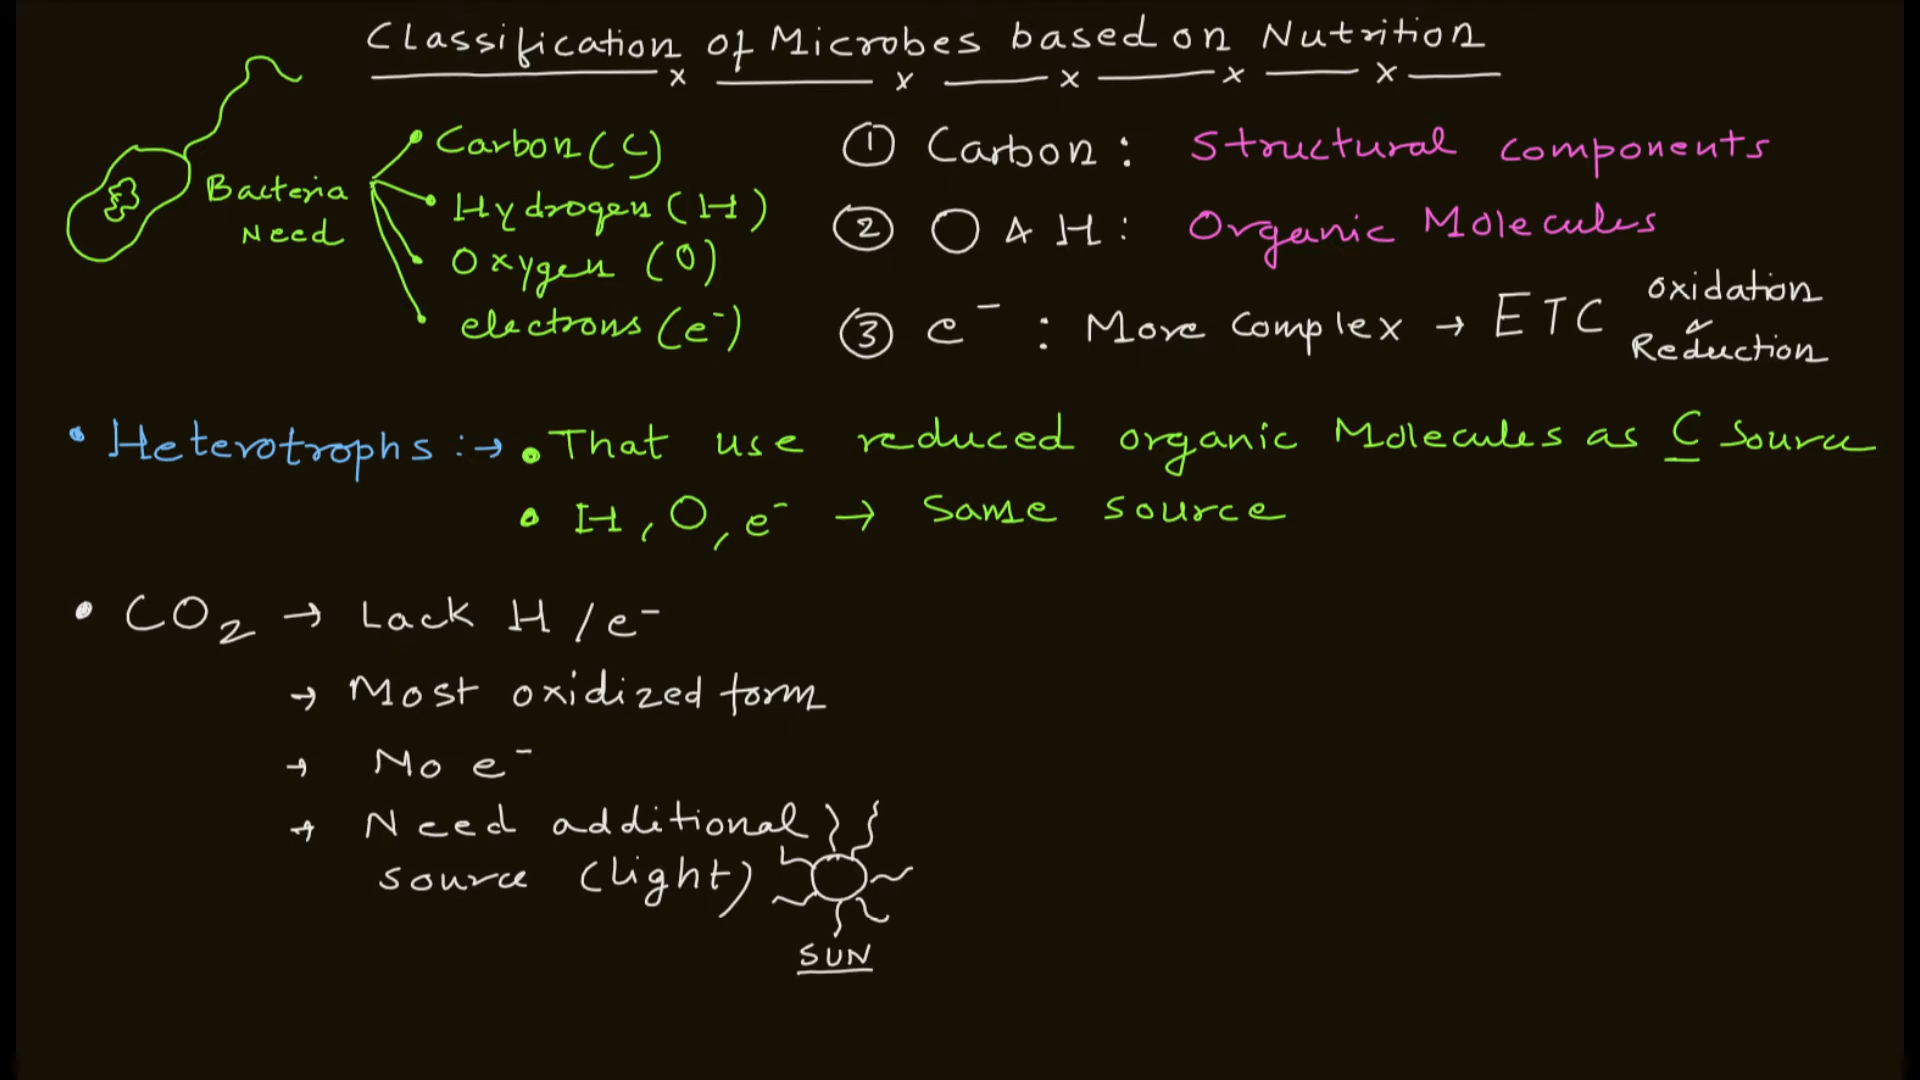 Classification of Microbes based on Nutrition
Bacteria Need
Carbon (C)
Hydrogen (H)
Oxygen (O)
electrons (e⁻)
① Carbon : Structural components
② O & H : Organic Molecules
③ e⁻ : More Complex → ETC Oxidation & Reduction
• Heterotrophs :→ • That use reduced organic Molecules as C Source
• H, O, e⁻ → Same source
• CO₂ → Lack H / e⁻
→ Most oxidized form
→ No e⁻
→ Need additional
source (light)
SUN